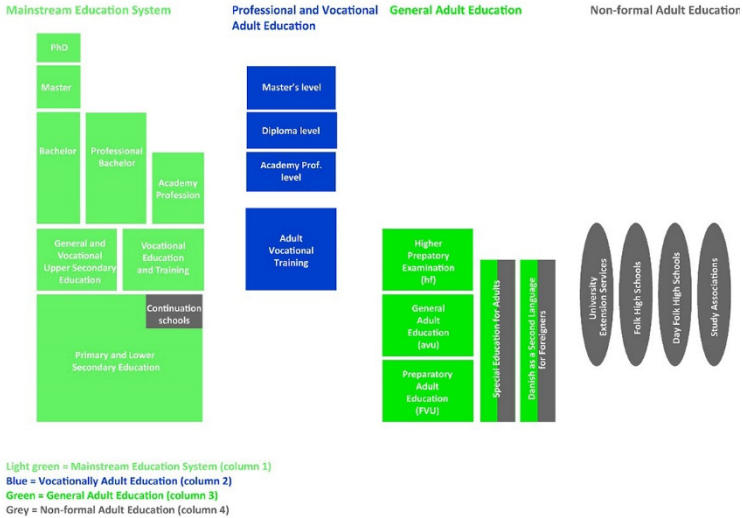 Mainstream Education System
Professional and Vocational
Adult Education
General Adult Education
Non-formal Adult Education
PhD
Master
Bachelor
Professional
Bachelor
Academy
Profession
General and
Vocational
Upper Secondary
Education
Vocational
Education
and Training
Continuation
schools
Primary and Lower
Secondary Education
Master's level
Diploma level
Academy Prof.
level
Adult
Vocational
Training
Higher
Prepatory
Examination
(hf)
General
Adult
Education
(avu)
Preparatory
Adult
Education
(FVU)
Special Education for Adults
Danish as a Second Language
for Foreigners
University
Extension Services
Folk High Schools
Day Folk High Schools
Study Associations
Light green = Mainstream Education System (column 1)
Blue = Vocationally Adult Education (column 2)
Green = General Adult Education (column 3)
Grey = Non-formal Adult Education (column 4)